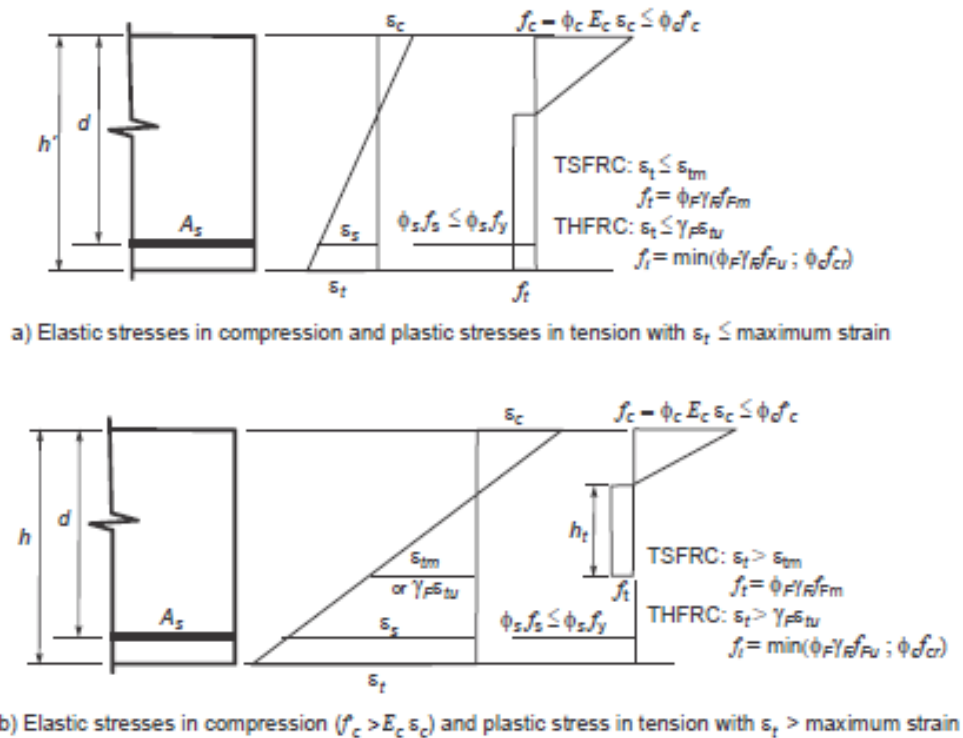 εc
fc – ϕc Ec εc ≤ ϕcf'c
d
h'
TSFRC: εt ≤ εtm
ft = ϕFγRfFm
As
εs
ϕsfs ≤ ϕsfy
THFRC: εt ≤ γFεtu
ft = min(ϕFγRfFu ; ϕcfcr)
εt
ft
a) Elastic stresses in compression and plastic stresses in tension with εt ≤ maximum strain
εc
fc – ϕc Ec εc ≤ ϕcf'c
d
h
ht
εtm
or γFεtu
TSFRC: εt > εtm
ft
ft = ϕFγRfFm
As
εs
ϕsfs ≤ ϕsfy
THFRC: εt > γFεtu
ft = min(ϕFγRfFu ; ϕcfcr)
εt
b) Elastic stresses in compression (f'c > Ec εc) and plastic stress in tension with εt > maximum strain